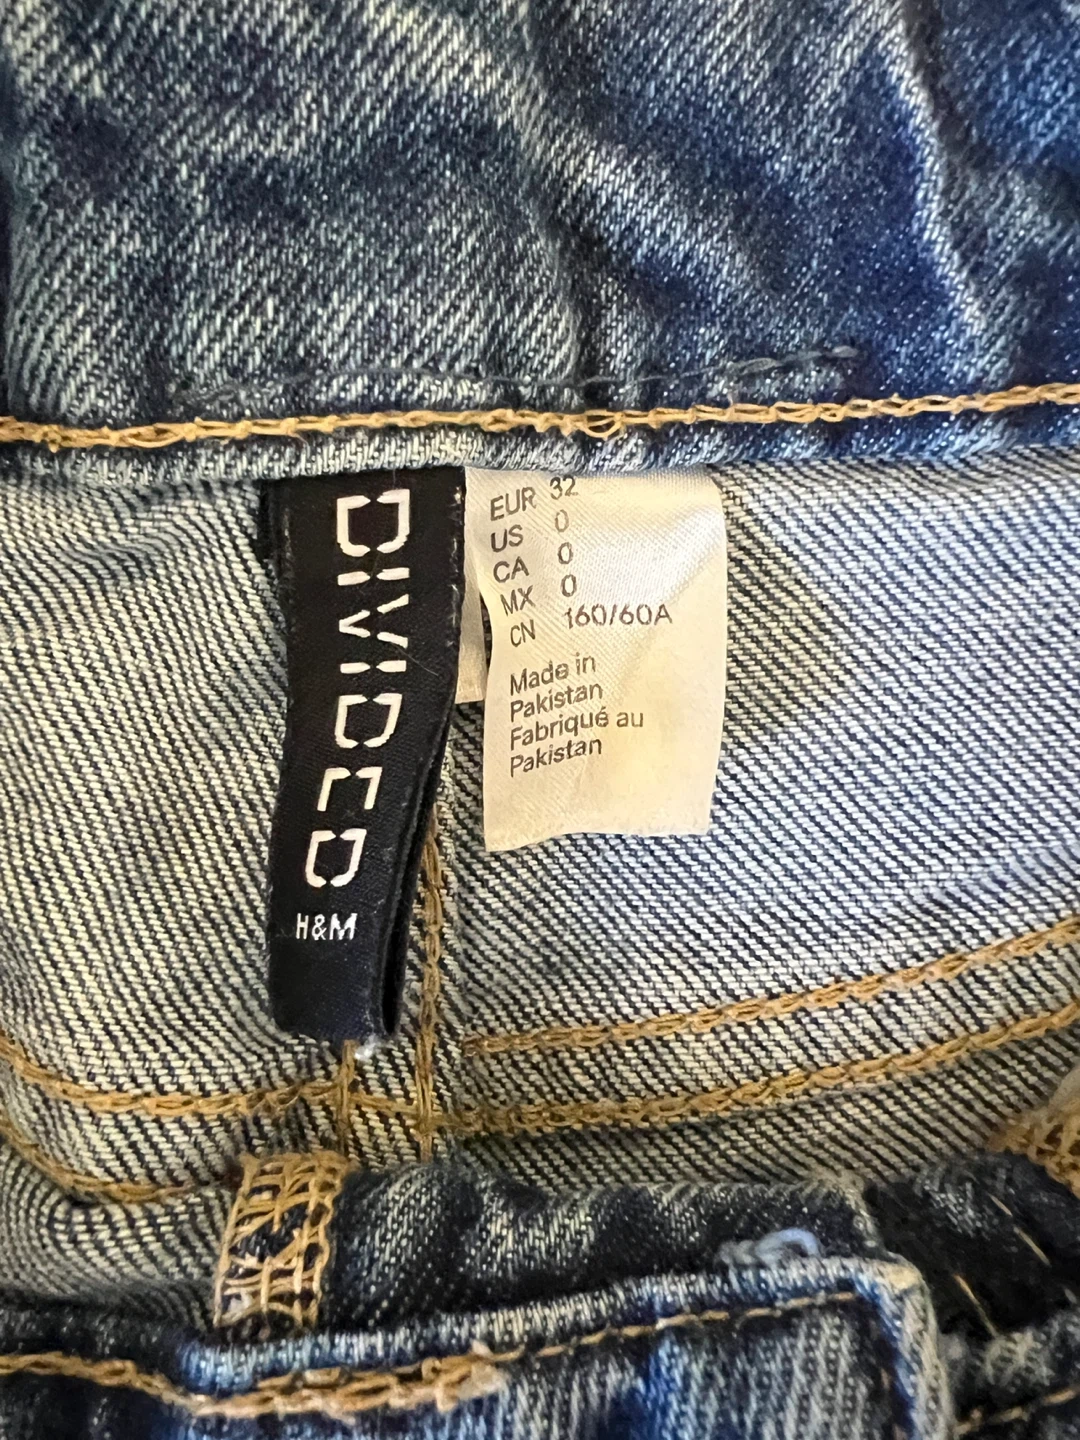 DIVIDED
H&M
EUR 32
US 0
CA 0
MX 0
CN 160/60A
Made in
Pakistan
Fabriqué au
Pakistan